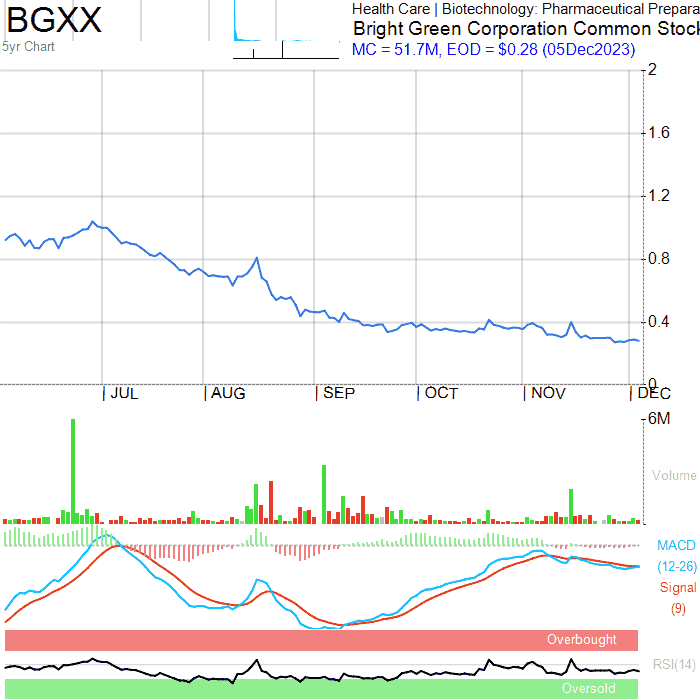 BGXX
5yr Chart
Health Care | Biotechnology: Pharmaceutical Prepara
Bright Green Corporation Common Stock
MC = 51.7M, EOD = $0.28 (05Dec2023)
2
1.6
1.2
0.8
0.4
0
| JUL | AUG | SEP | OCT | NOV | DEC
6M
Volume
MACD
(12-26)
Signal
(9)
Overbought
RSI(14)
Oversold